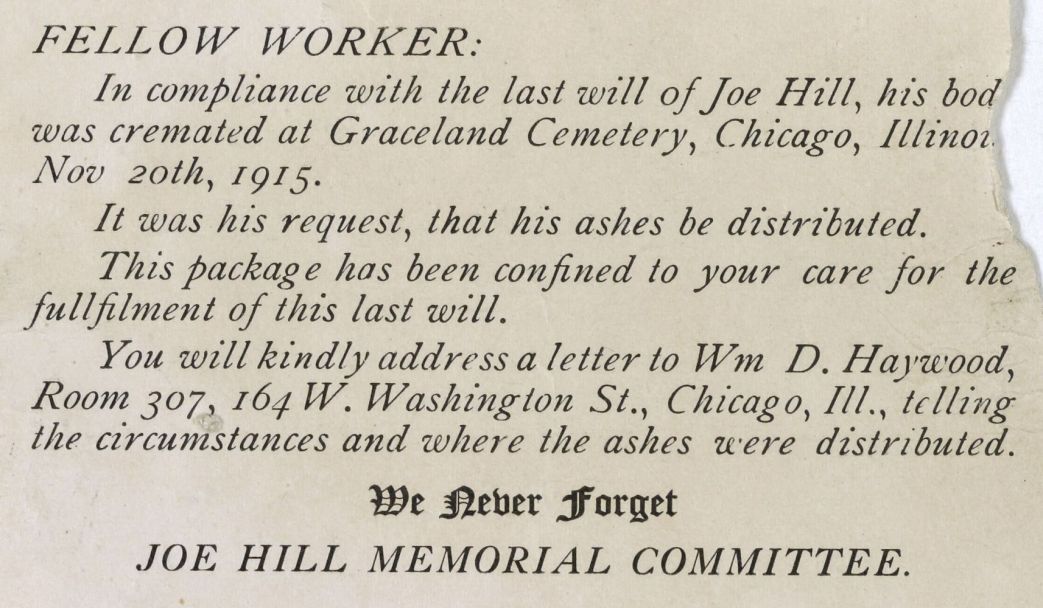 FELLOW WORKER:
In compliance with the last will of Joe Hill, his bod
was cremated at Graceland Cemetery, Chicago, Illinoi
Nov 20th, 1915.
It was his request, that his ashes be distributed.
This package has been confined to your care for the
fullfilment of this last will.
You will kindly address a letter to Wm D. Haywood,
Room 307, 164 W. Washington St., Chicago, Ill., telling
the circumstances and where the ashes were distributed.
We Never Forget
JOE HILL MEMORIAL COMMITTEE.